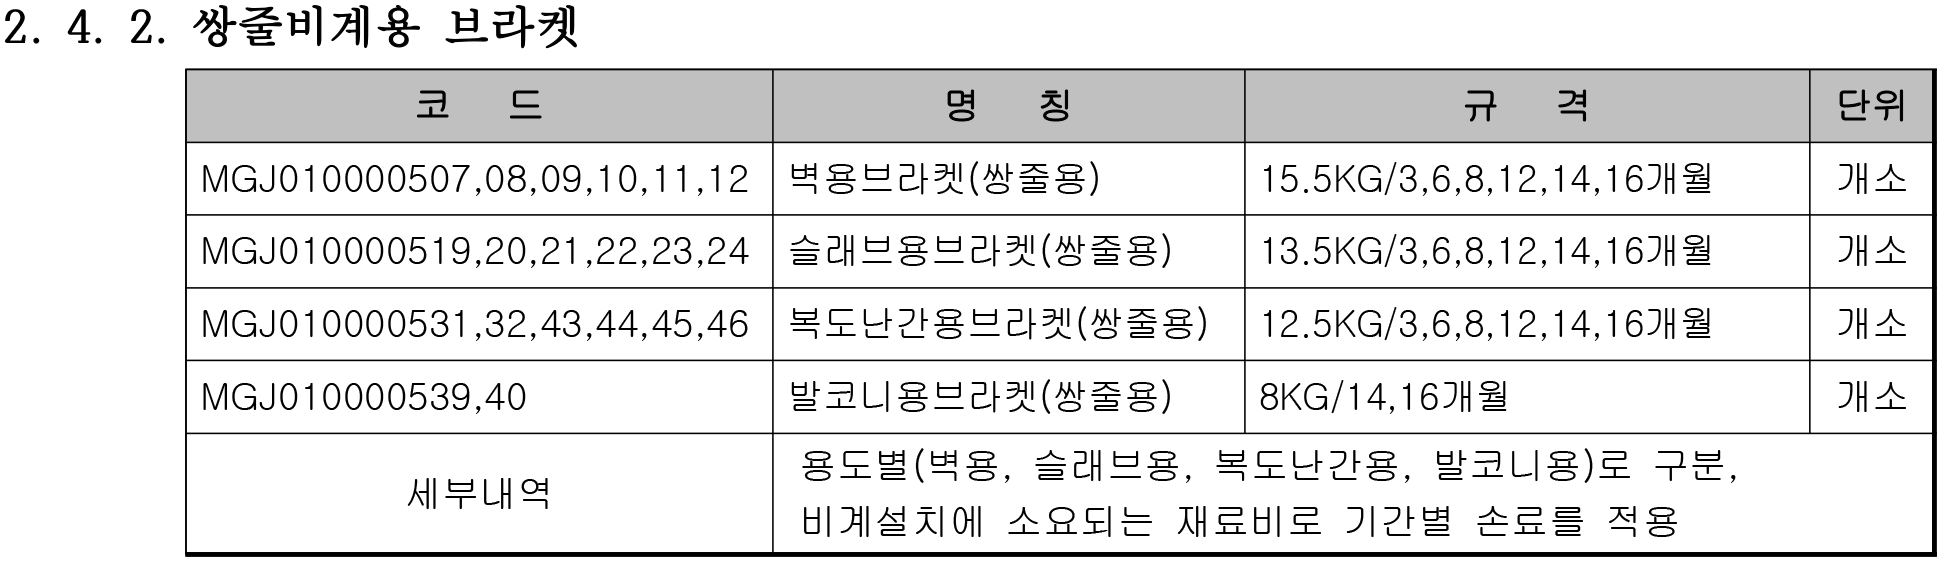 2. 4. 2. 쌍줄비계용 브라켓
코 드 명 칭 규 격 단위
MGJ010000507,08,09,10,11,12 벽용브라켓(쌍줄용) 15.5KG/3,6,8,12,14,16개월 개소
MGJ010000519,20,21,22,23,24 슬래브용브라켓(쌍줄용) 13.5KG/3,6,8,12,14,16개월 개소
MGJ010000531,32,43,44,45,46 복도난간용브라켓(쌍줄용) 12.5KG/3,6,8,12,14,16개월 개소
MGJ010000539,40 발코니용브라켓(쌍줄용) 8KG/14,16개월 개소
세부내역 용도별(벽용, 슬래브용, 복도난간용, 발코니용)로 구분,
비계설치에 소요되는 재료비로 기간별 손료를 적용